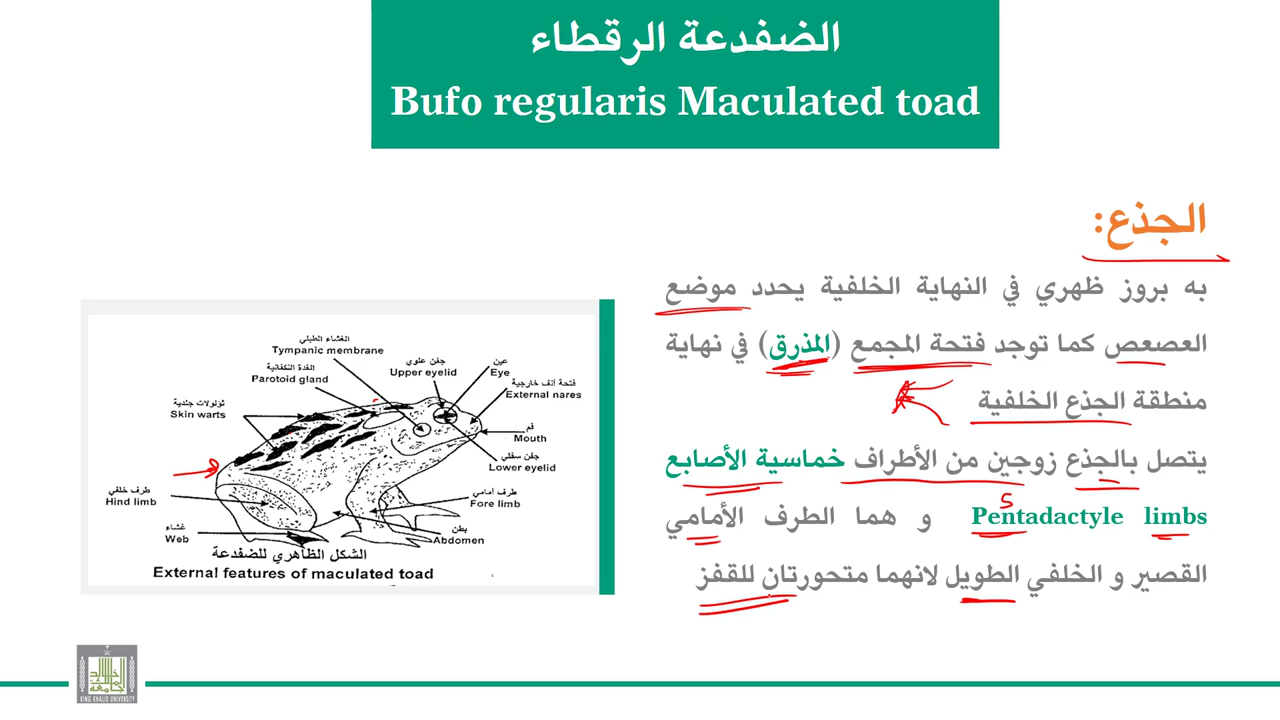 الضفدعة الرقطاء
Bufo regularis Maculated toad
الجذع:
به بروز ظهري في النهاية الخلفية يحدد موضع
العصعص كما توجد فتحة المجمع (المذرق) في نهاية
منطقة الجذع الخلفية
يتصل بالجذع زوجين من الأطراف خماسية الأصابع
Pentadactyle limbs و هما الطرف الأمامي
القصير و الخلفي الطويل لانهما متحورتان للقفز
5
الغشاء الطبلي
Tympanic membrane
الغدة النكفانية
Parotoid gland
ثولولات جلدية
Skin warts
جفن علوي
Upper eyelid
عين
Eye
فتحة أنف خارجية
External nares
فم
Mouth
جفن سفلي
Lower eyelid
طرف أمامي
Fore limb
بطن
Abdomen
طرف خلفي
Hind limb
غشاء
Web
الشكل الظاهري للضفدعة
External features of maculated toad
KING KHALID UNIVERSITY